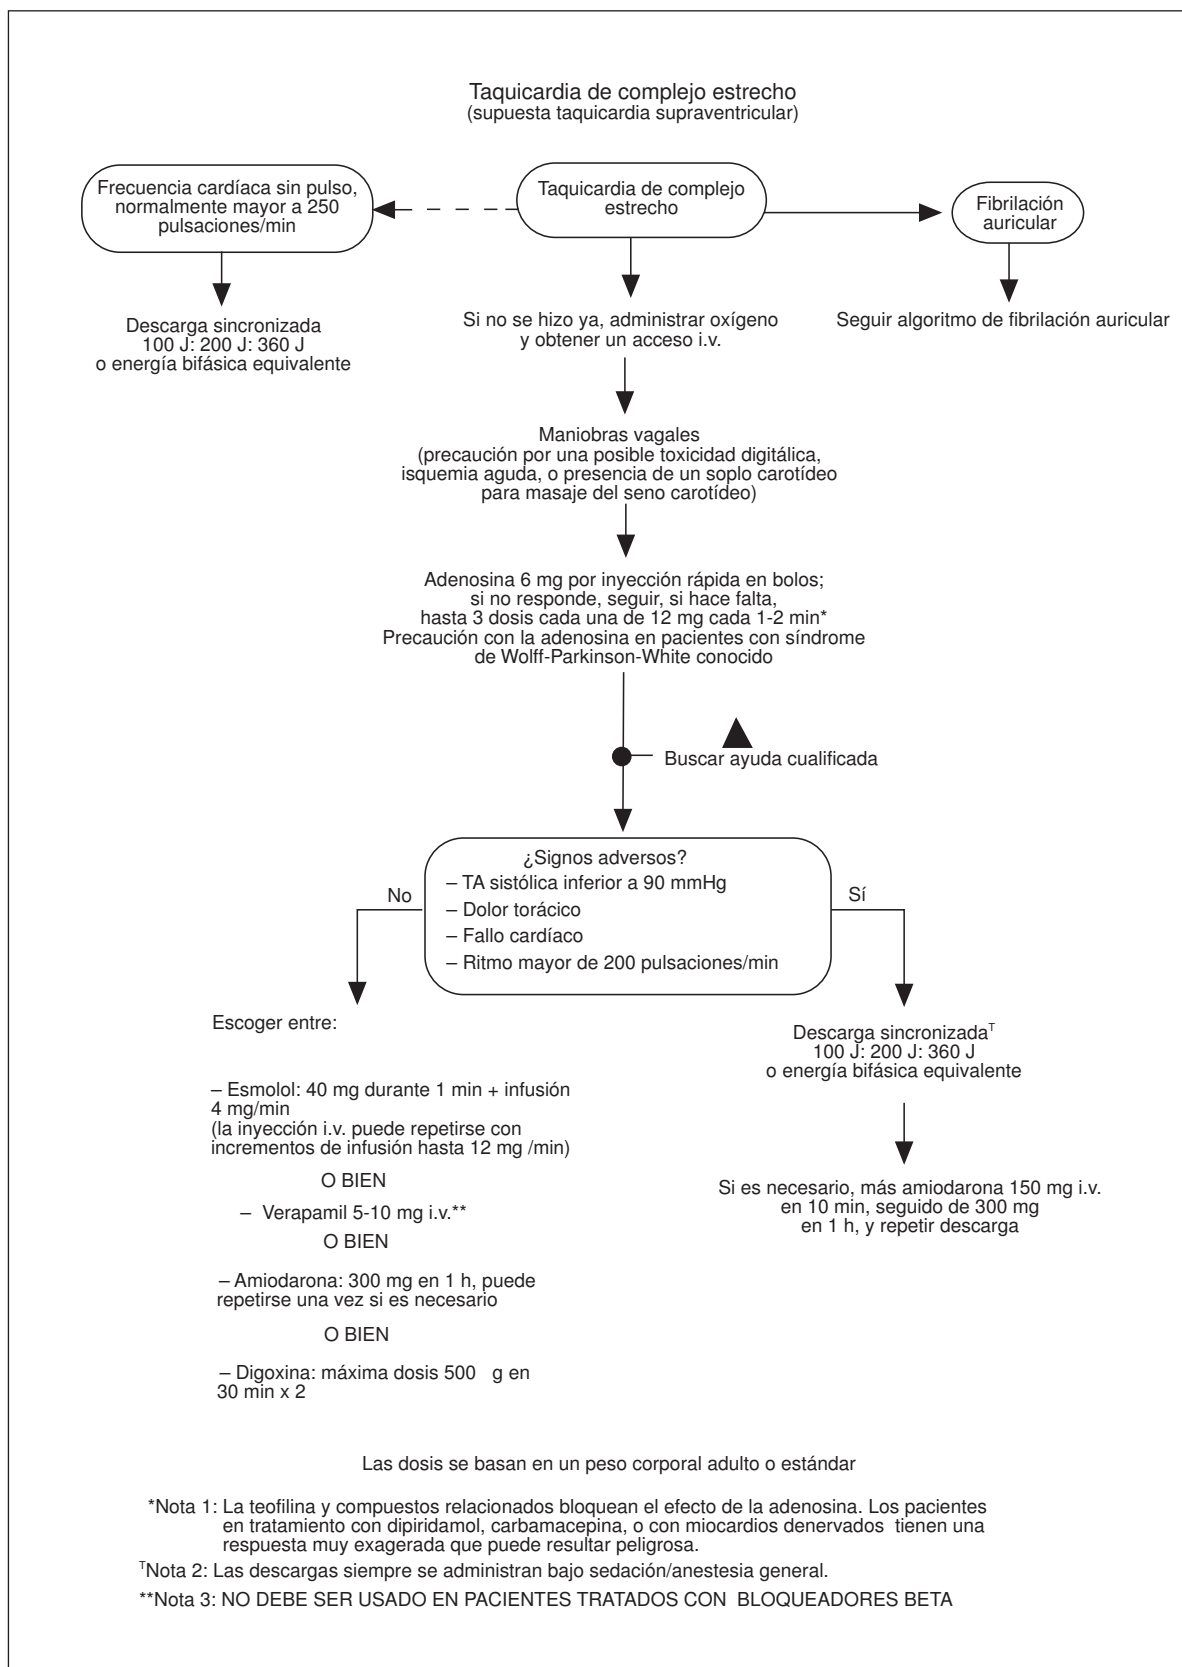 Taquicardia de complejo estrecho
(supuesta taquicardia supraventricular)
Frecuencia cardíaca sin pulso,
normalmente mayor a 250
pulsaciones/min
Taquicardia de complejo
estrecho
Fibrilación
auricular
Descarga sincronizada
100 J: 200 J: 360 J
o energía bifásica equivalente
Si no se hizo ya, administrar oxígeno
y obtener un acceso i.v.
Seguir algoritmo de fibrilación auricular
Maniobras vagales
(precaución por una posible toxicidad digitálica,
isquemia aguda, o presencia de un soplo carotídeo
para masaje del seno carotídeo)
Adenosina 6 mg por inyección rápida en bolos;
si no responde, seguir, si hace falta,
hasta 3 dosis cada una de 12 mg cada 1-2 min*
Precaución con la adenosina en pacientes con síndrome
de Wolff-Parkinson-White conocido
Buscar ayuda cualificada
¿Signos adversos?
– TA sistólica inferior a 90 mmHg
– Dolor torácico
– Fallo cardíaco
– Ritmo mayor de 200 pulsaciones/min
No
Sí
Escoger entre:
– Esmolol: 40 mg durante 1 min + infusión
4 mg/min
(la inyección i.v. puede repetirse con
incrementos de infusión hasta 12 mg /min)
O BIEN
– Verapamil 5-10 mg i.v.**
O BIEN
– Amiodarona: 300 mg en 1 h, puede
repetirse una vez si es necesario
O BIEN
– Digoxina: máxima dosis 500 g en
30 min x 2
Descarga sincronizadaᵀ
100 J: 200 J: 360 J
o energía bifásica equivalente
Si es necesario, más amiodarona 150 mg i.v.
en 10 min, seguido de 300 mg
en 1 h, y repetir descarga
Las dosis se basan en un peso corporal adulto o estándar
*Nota 1: La teofilina y compuestos relacionados bloquean el efecto de la adenosina. Los pacientes
en tratamiento con dipiridamol, carbamacepina, o con miocardios denervados tienen una
respuesta muy exagerada que puede resultar peligrosa.
ᵀNota 2: Las descargas siempre se administran bajo sedación/anestesia general.
**Nota 3: NO DEBE SER USADO EN PACIENTES TRATADOS CON BLOQUEADORES BETA